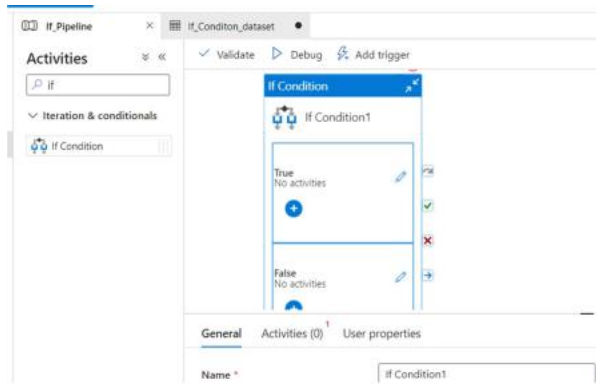 If_Pipeline
If_Conditon_dataset
Activities
Validate
Debug
Add trigger
if
Iteration & conditionals
If Condition
If Condition
If Condition1
True
No activities
False
No activities
General
Activities (0)
1
User properties
Name *
If Condition1